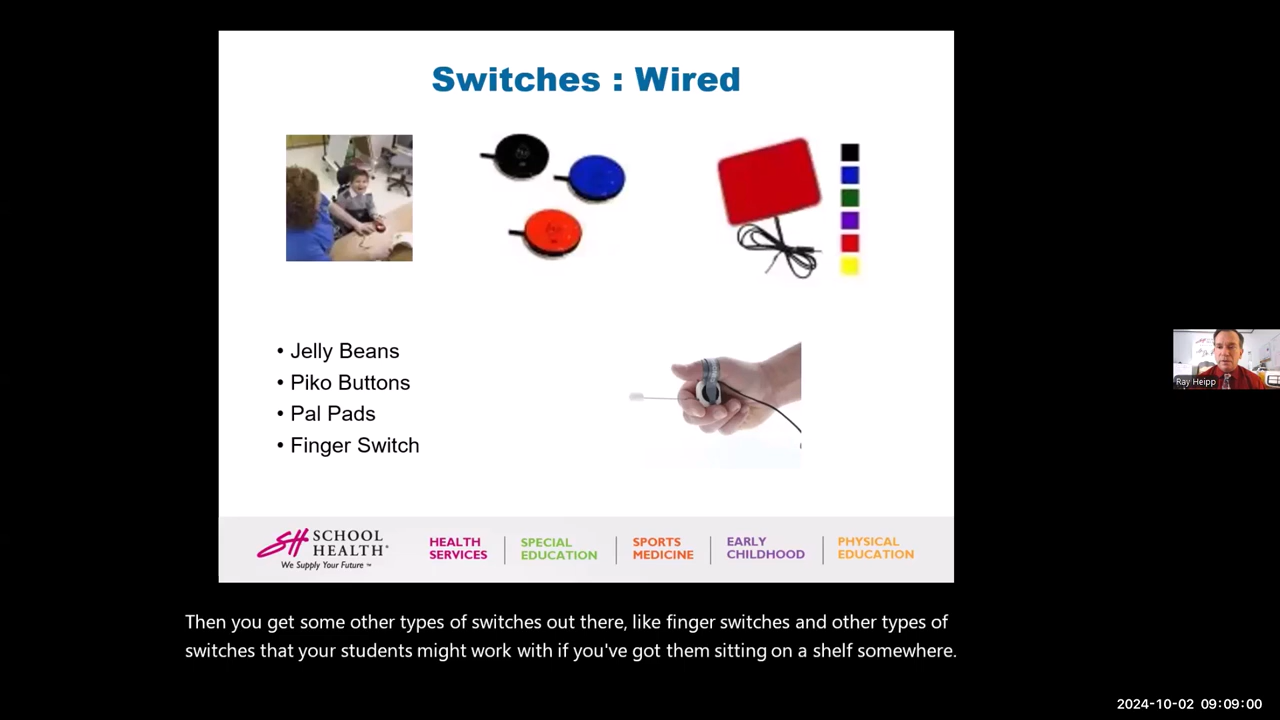 Switches : Wired
• Jelly Beans
• Piko Buttons
• Pal Pads
• Finger Switch
SH SCHOOL HEALTH®
We Supply Your Future ™
HEALTH SERVICES
SPECIAL EDUCATION
SPORTS MEDICINE
EARLY CHILDHOOD
PHYSICAL EDUCATION
Ray Heipp
Then you get some other types of switches out there, like finger switches and other types of
switches that your students might work with if you've got them sitting on a shelf somewhere.
2024-10-02 09:09:00